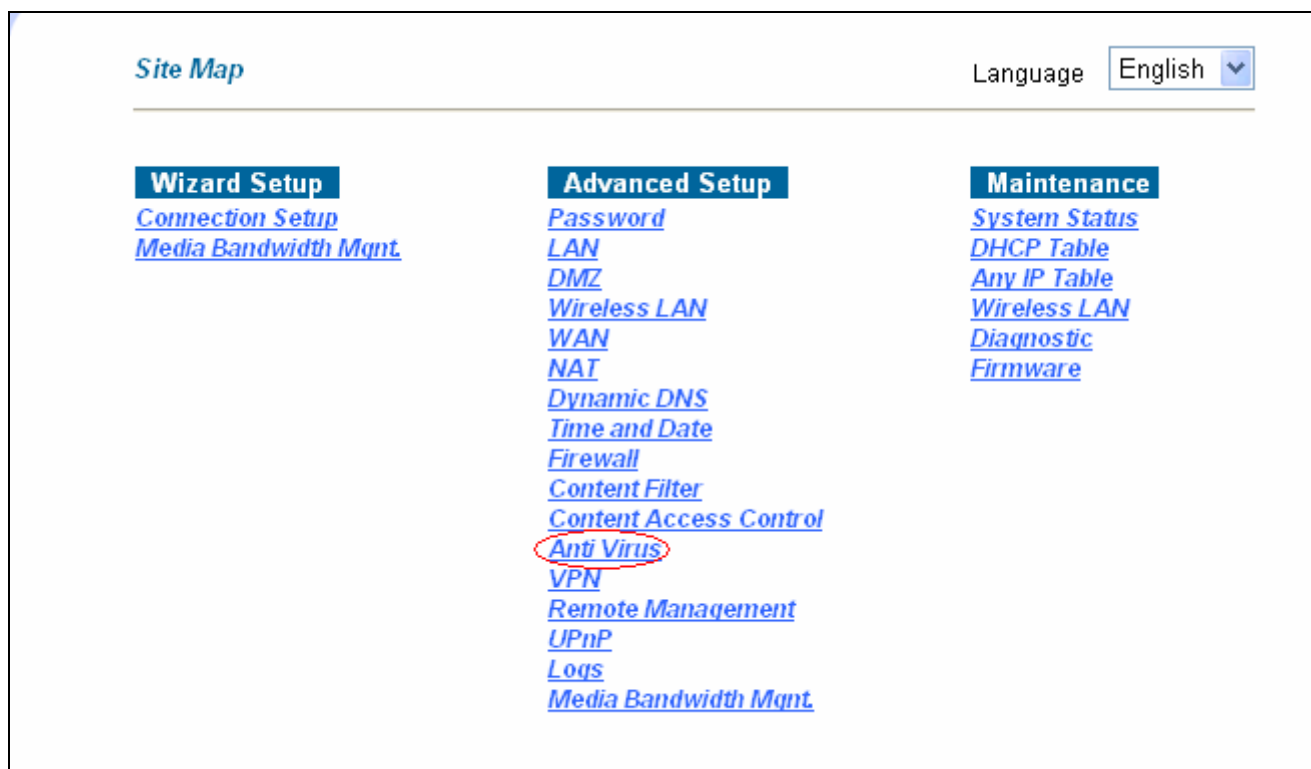 Site Map
Language English
Wizard Setup
Connection Setup
Media Bandwidth Mgnt.
Advanced Setup
Password
LAN
DMZ
Wireless LAN
WAN
NAT
Dynamic DNS
Time and Date
Firewall
Content Filter
Content Access Control
Anti Virus
VPN
Remote Management
UPnP
Logs
Media Bandwidth Mgnt.
Maintenance
System Status
DHCP Table
Any IP Table
Wireless LAN
Diagnostic
Firmware